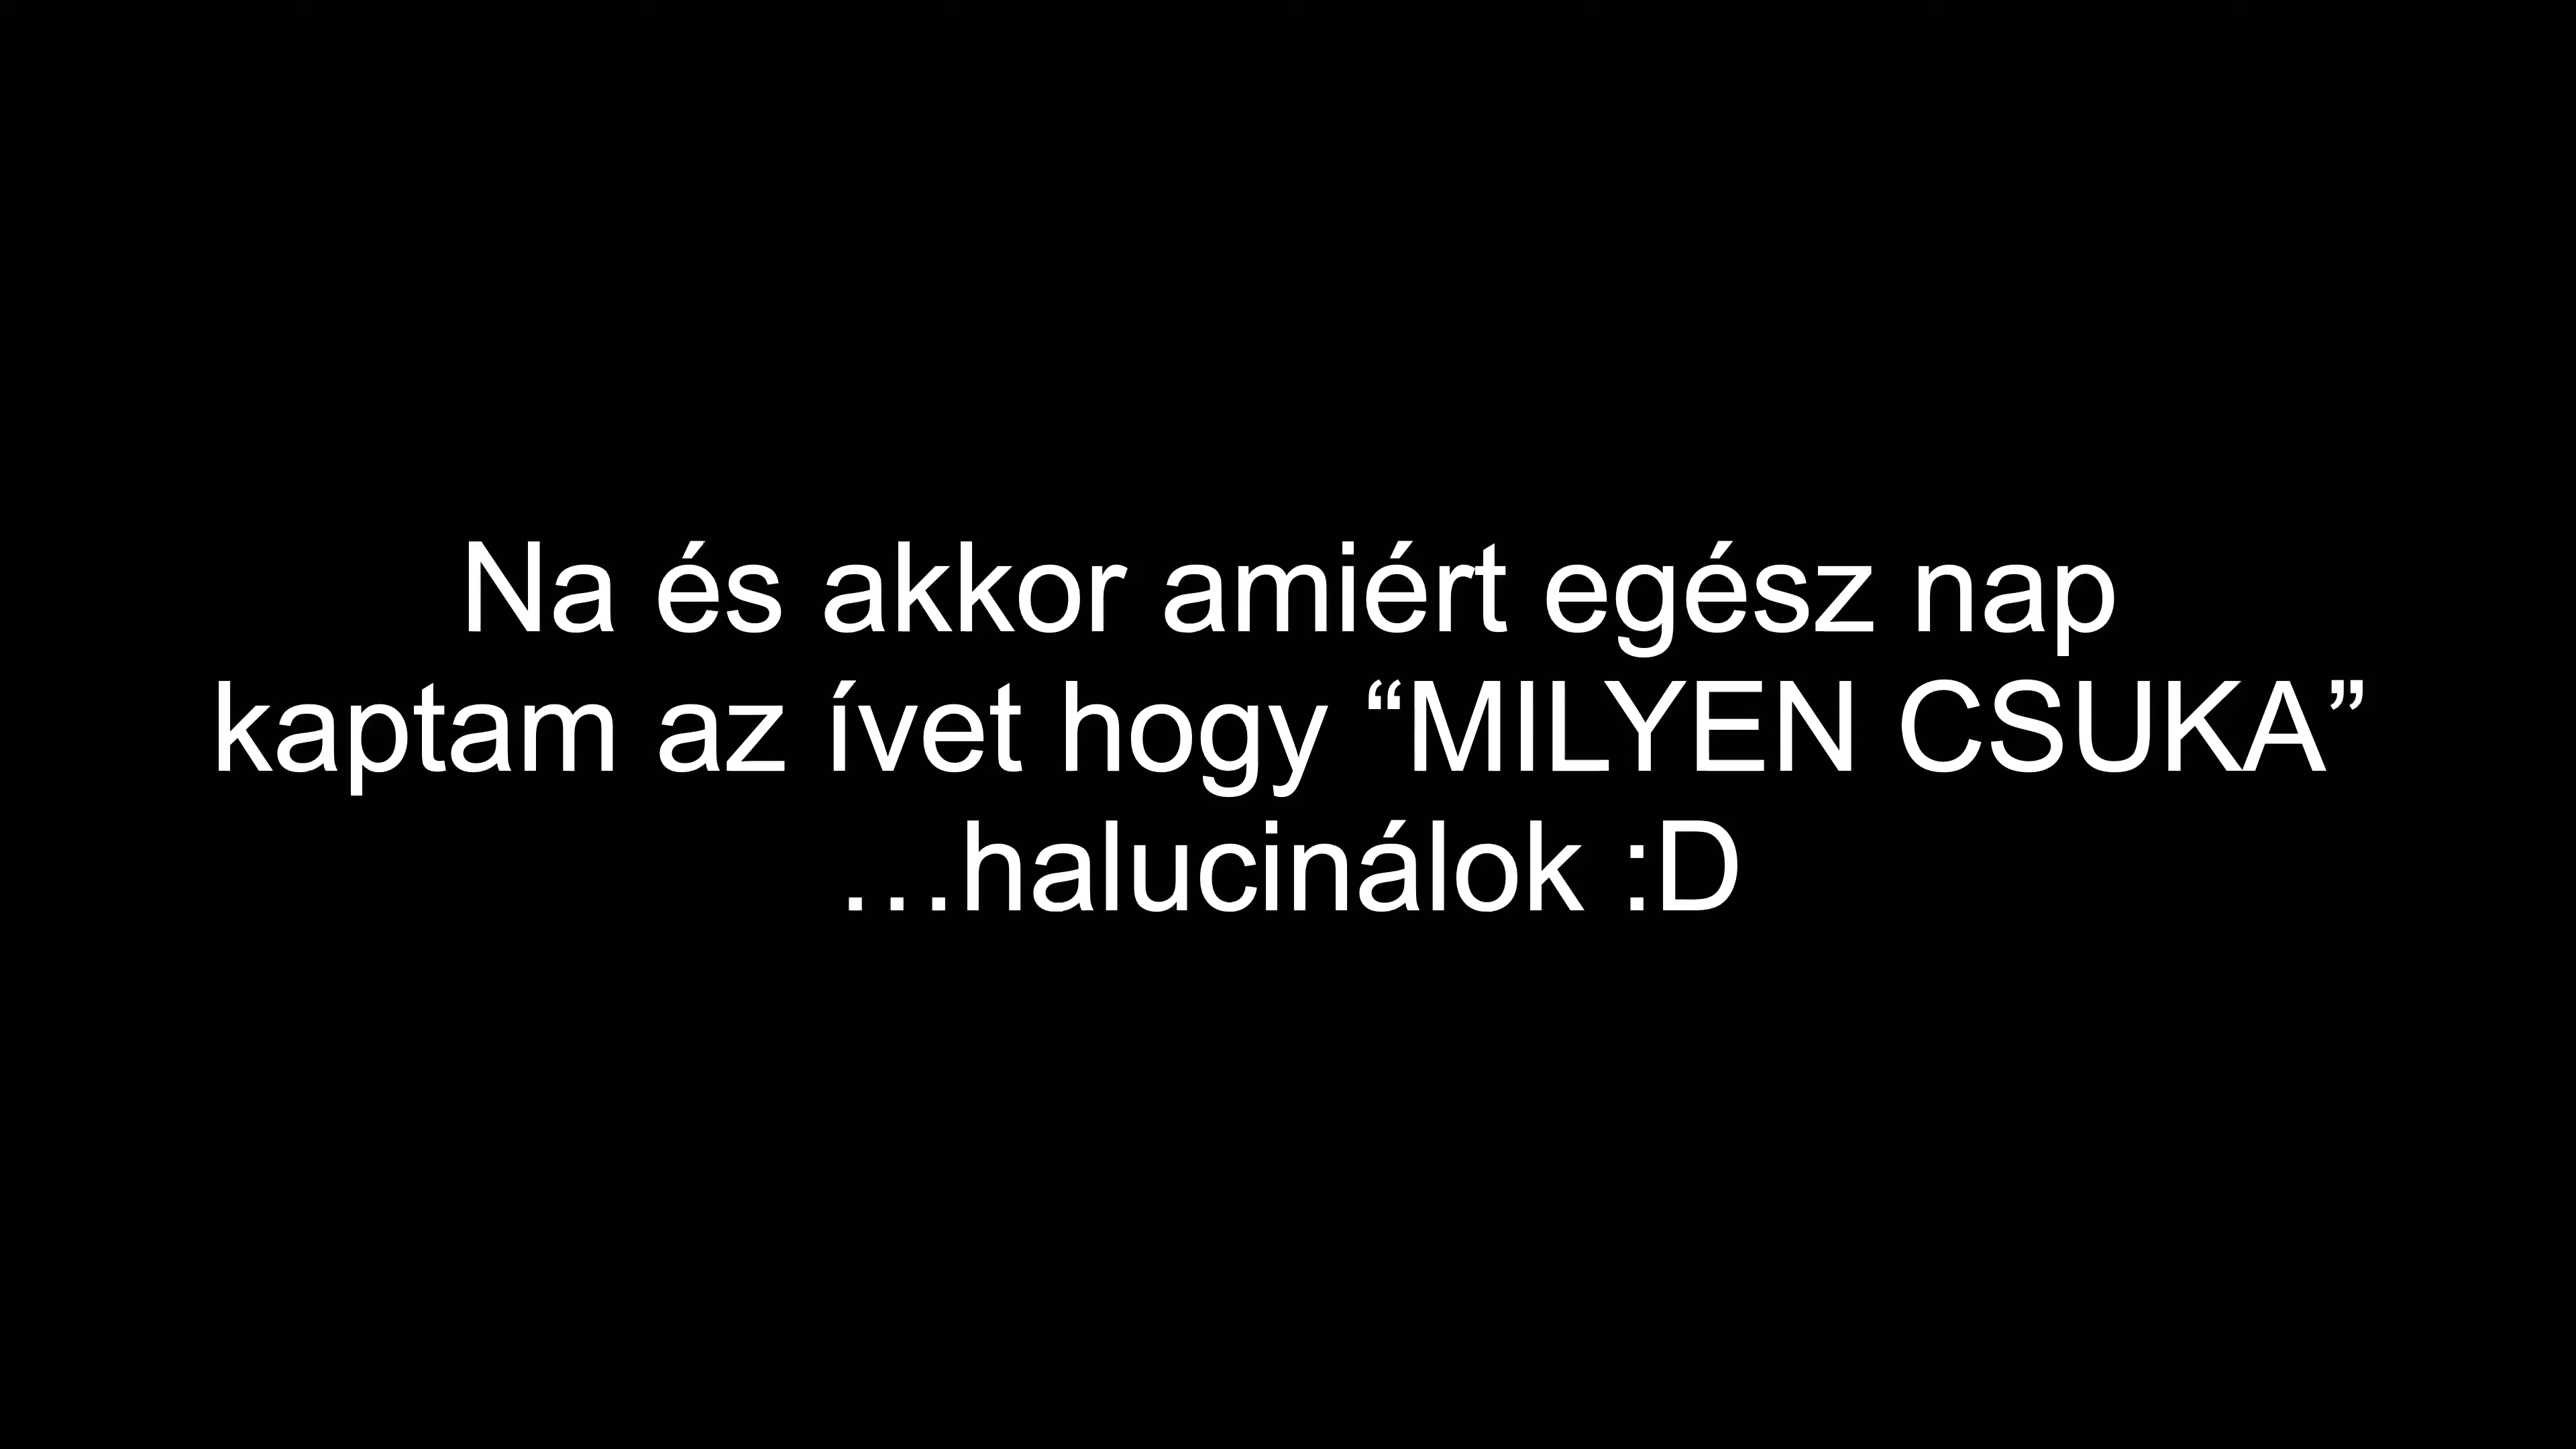 Na és akkor amiért egész nap
kaptam az ívet hogy “MILYEN CSUKA”
…halucinálok :D